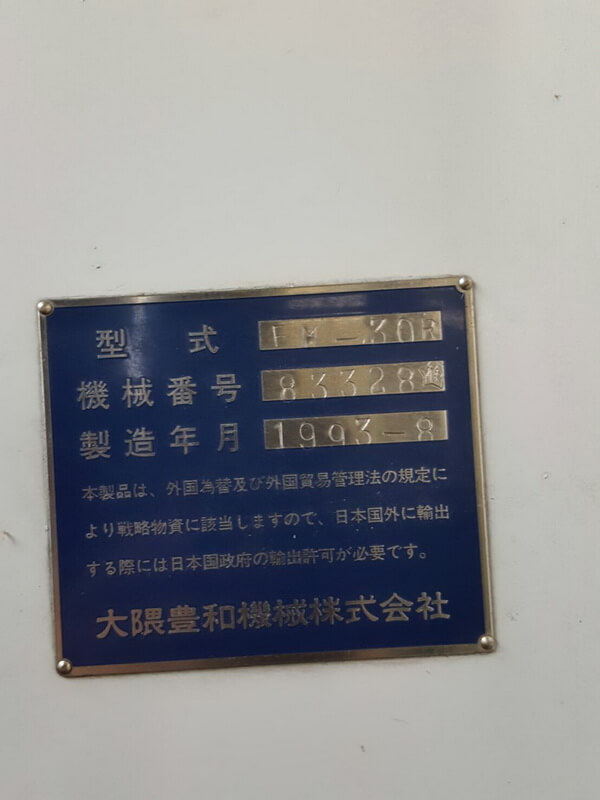 型式 FM-30R
機械番号 83328
製造年月 1993-8
本製品は、外国為替及び外国貿易管理法の規定に
より戦略物資に該当しますので、日本国外に輸出
する際には日本国政府の輸出許可が必要です。
大隈豊和機械株式会社